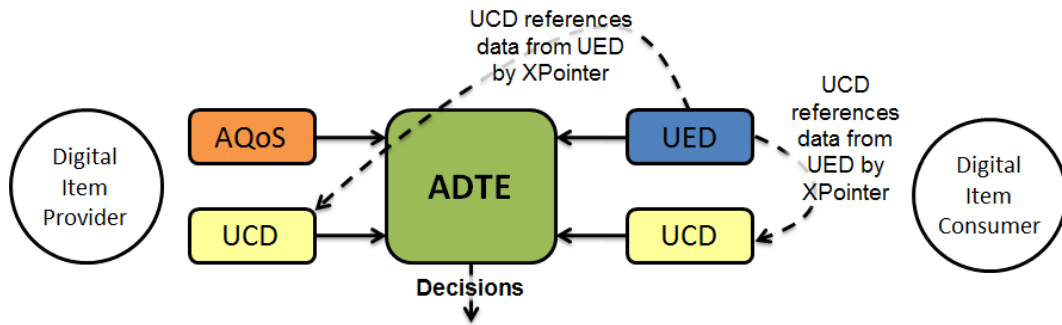 UCD references
data from UED
by XPointer
UCD
references
data from
UED by
XPointer
Digital
Item
Provider
AQoS
UCD
ADTE
UED
UCD
Digital
Item
Consumer
Decisions